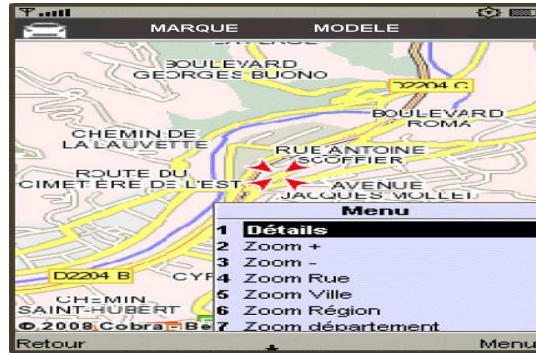 MARQUE MODELE
BOULEVARD
GEORGES BUONO
D2204 C
BOULEVARD
ROMA
CHEMIN DE
LA LAUVETTE
RUE ANTOINE
SCOFFIER
ROUTE DU
CIMETIERE DE L'EST
AVENUE
JACQUES MOLLET
Menu
1 Détails
2 Zoom +
3 Zoom -
4 Zoom Rue
5 Zoom Ville
6 Zoom Région
7 Zoom département
D2204 B
CHEMIN
SAINT-HUBERT
© 2008 Cobra - Be
Retour Menu